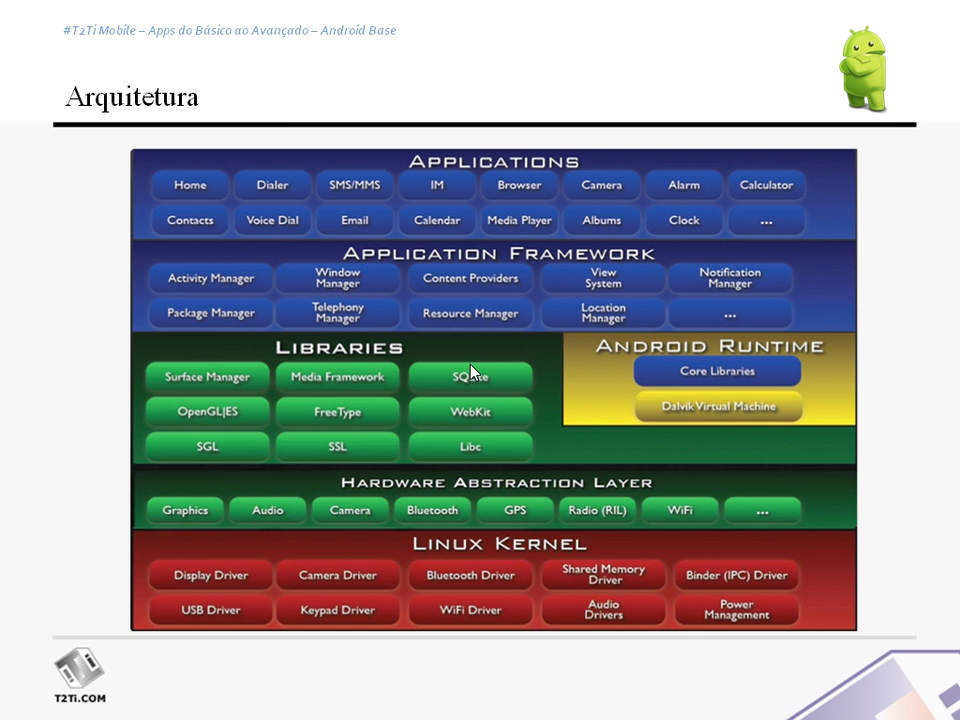 #T2Ti Mobile – Apps do Básico ao Avançado – Android Base
Arquitetura
APPLICATIONS
Home Dialer SMS/MMS IM Browser Camera Alarm Calculator
Contacts Voice Dial Email Calendar Media Player Albums Clock ...
APPLICATION FRAMEWORK
Activity Manager Window Manager Content Providers View System Notification Manager
Package Manager Telephony Manager Resource Manager Location Manager ...
LIBRARIES
Surface Manager Media Framework
OpenGL|ES FreeType WebKit
SGL SSL Libc
ANDROID RUNTIME
Core Libraries
Dalvik Virtual Machine
HARDWARE ABSTRACTION LAYER
Graphics Audio Camera Bluetooth GPS Radio (RIL) WiFi ...
LINUX KERNEL
Display Driver Camera Driver Bluetooth Driver Shared Memory Driver Binder (IPC) Driver
USB Driver Keypad Driver WiFi Driver Audio Drivers Power Management
T2Ti.COM